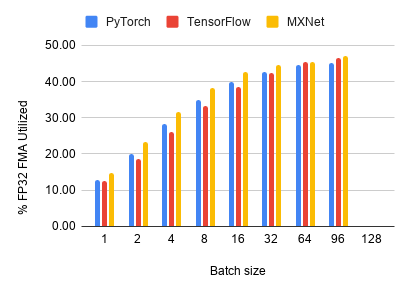 PyTorch TensorFlow MXNet
50.00
40.00
30.00
20.00
10.00
0.00
% FP32 FMA Utilized
1 2 4 8 16 32 64 96 128
Batch size